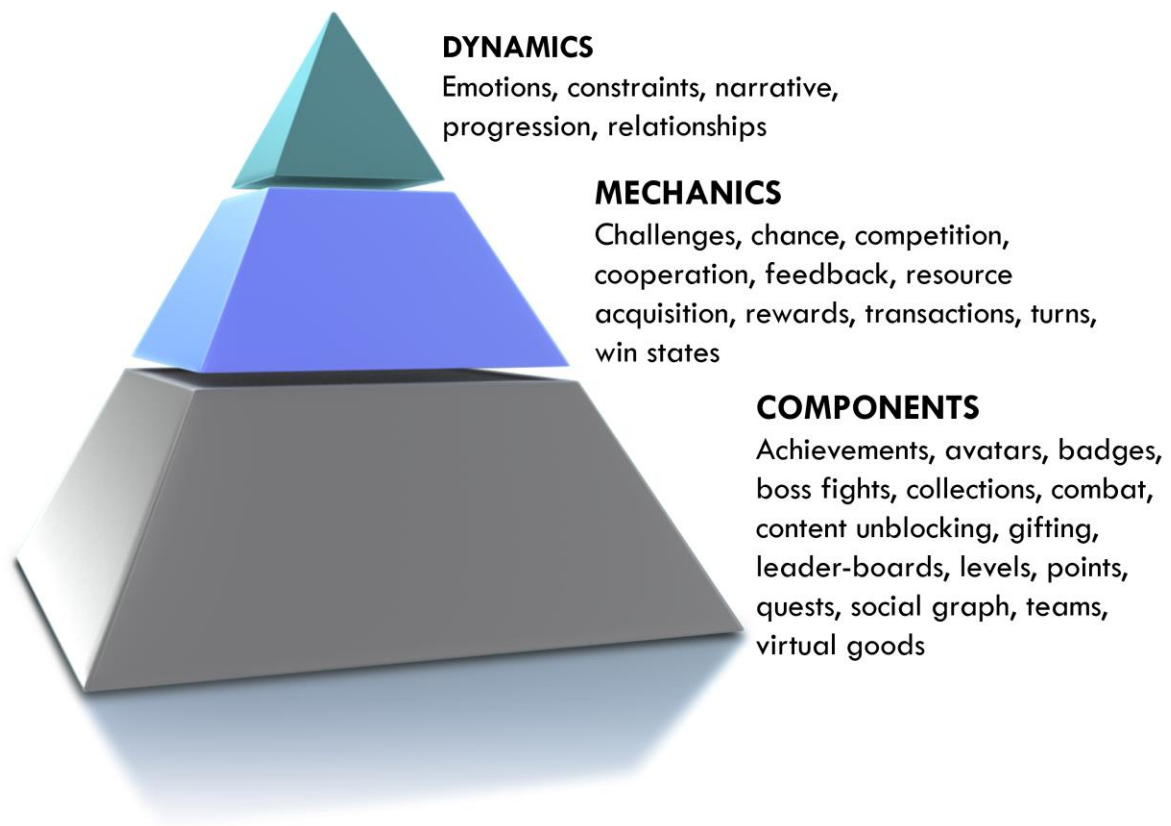 DYNAMICS
Emotions, constraints, narrative,
progression, relationships
MECHANICS
Challenges, chance, competition,
cooperation, feedback, resource
acquisition, rewards, transactions, turns,
win states
COMPONENTS
Achievements, avatars, badges,
boss fights, collections, combat,
content unblocking, gifting,
leader-boards, levels, points,
quests, social graph, teams,
virtual goods